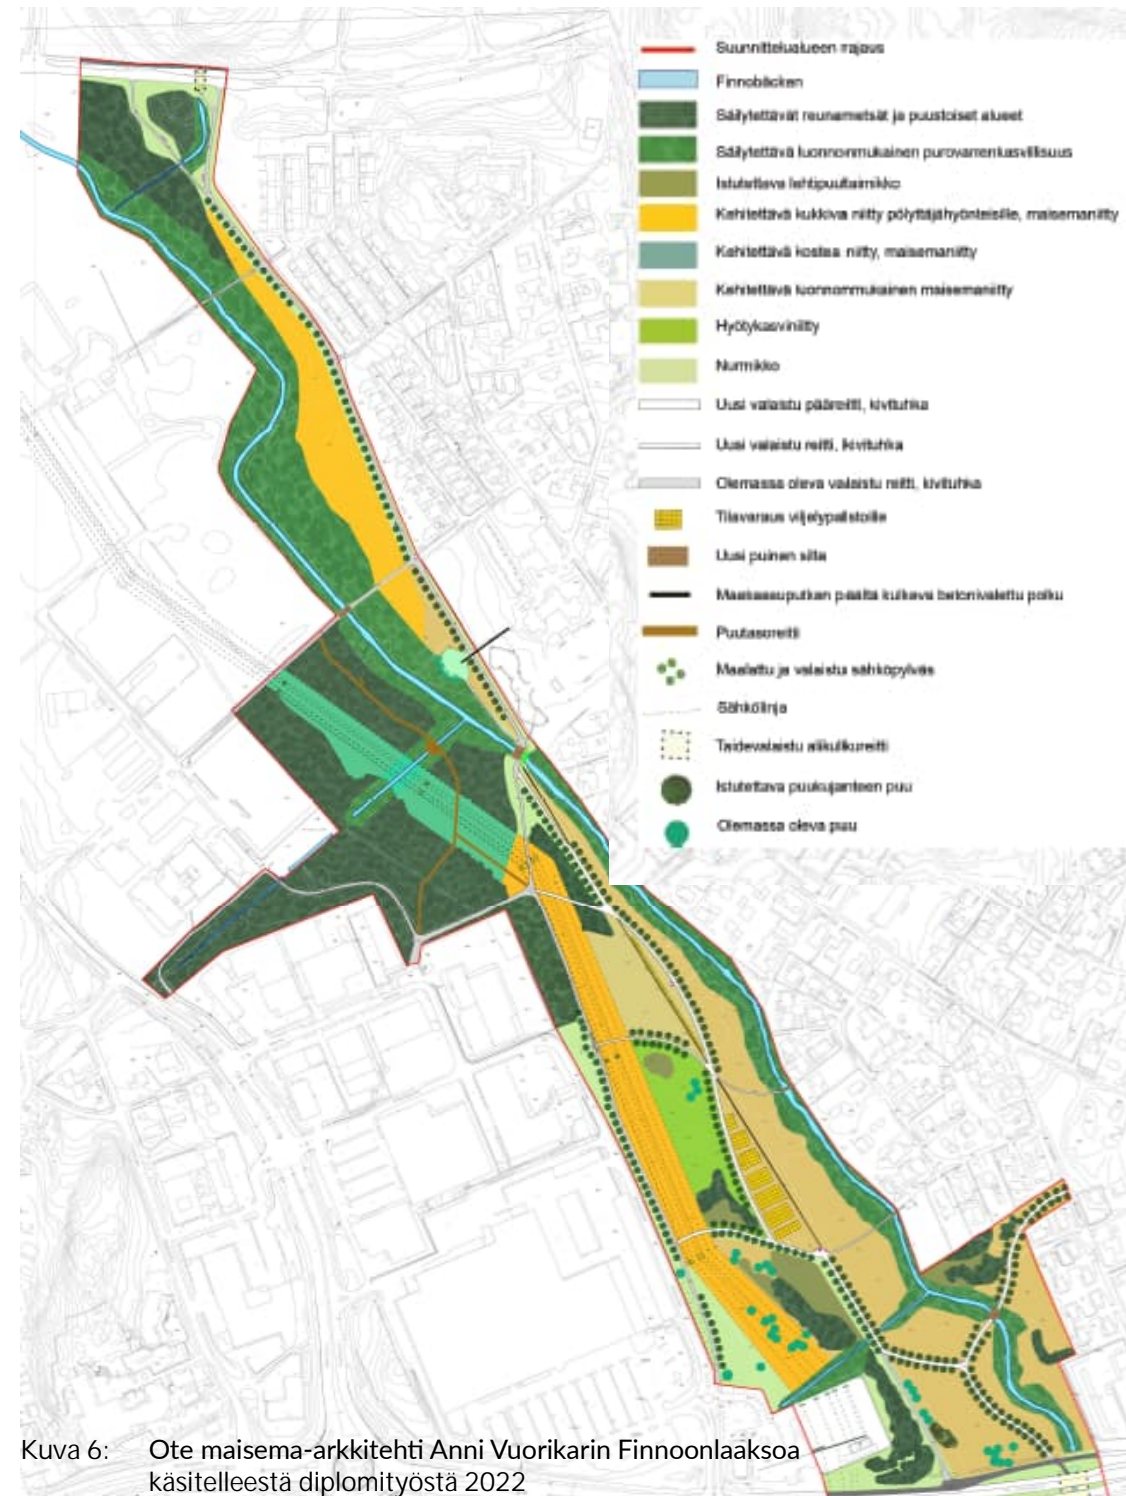 Suunnittelualueen rajaus
Finnobäcken
Säilytettävät reunametsät ja puustoiset alueet
Säilytettävä luonnonmukainen purovarrenkasvillisuus
Istutettava lehtipuutaimikko
Kehitettävä kukkiva niitty pölyttäjähyönteisille, maisemaniitty
Kehitettävä kostea niitty, maisemaniitty
Kehitettävä luonnonmukainen maisemaniitty
Hyötykasviniitty
Nurmikko
Uusi valaistu pääreitti, kivituhka
Uusi valaistu reitti, kivituhka
Olemassa oleva valaistu reitti, kivituhka
Tilavaraus viljelypalstoille
Uusi puinen silta
Maakaasuputken päältä kulkeva betonivalettu polku
Puutasoreitti
Maalattu ja valaistu sähköpylväs
Sähkölinja
Taidevalaistu alikulkureitti
Istutettava puukujanteen puu
Olemassa oleva puu
Kuva 6: Ote maisema-arkkitehti Anni Vuorikarin Finnoonlaaksoa
käsitelleestä diplomityöstä 2022